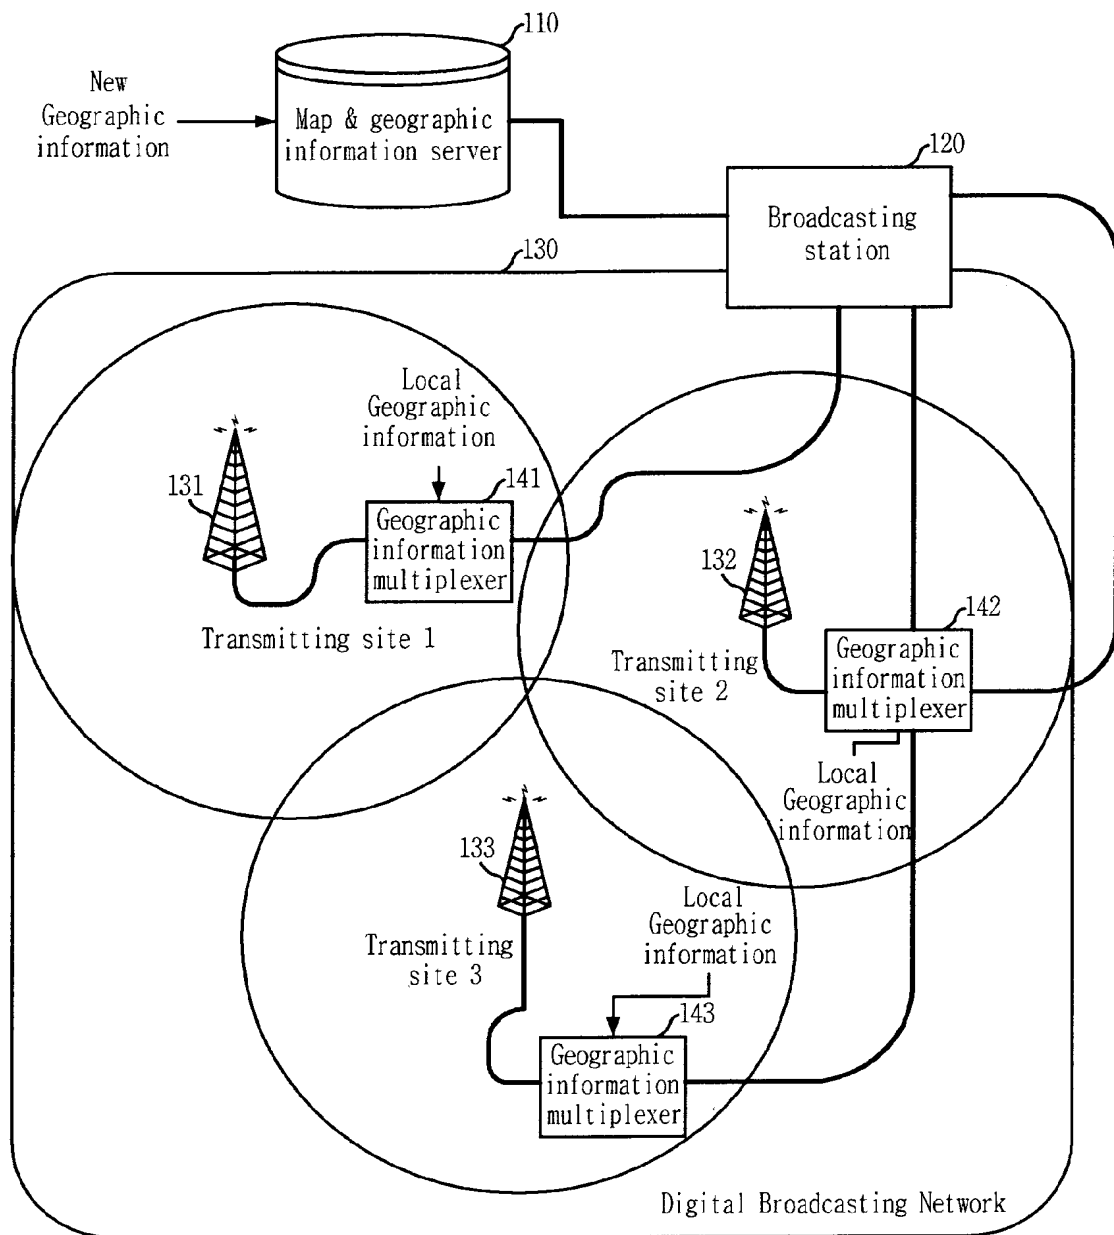 110
New
Geographic
information
Map & geographic
information server
120
Broadcasting
station
130
Local
Geographic
information
131
141
Geographic
information
multiplexer
Transmitting site 1
132
142
Transmitting
site 2
Geographic
information
multiplexer
Local
Geographic
information
133
Transmitting
site 3
Local
Geographic
information
143
Geographic
information
multiplexer
Digital Broadcasting Network